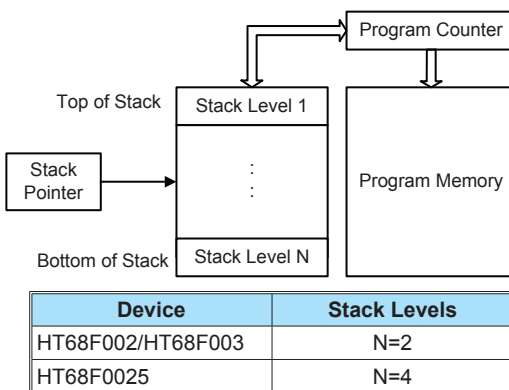 Program Counter
Top of Stack
Stack Level 1
Stack
Pointer
:
:
Program Memory
Bottom of Stack
Stack Level N
Device Stack Levels
HT68F002/HT68F003 N=2
HT68F0025 N=4